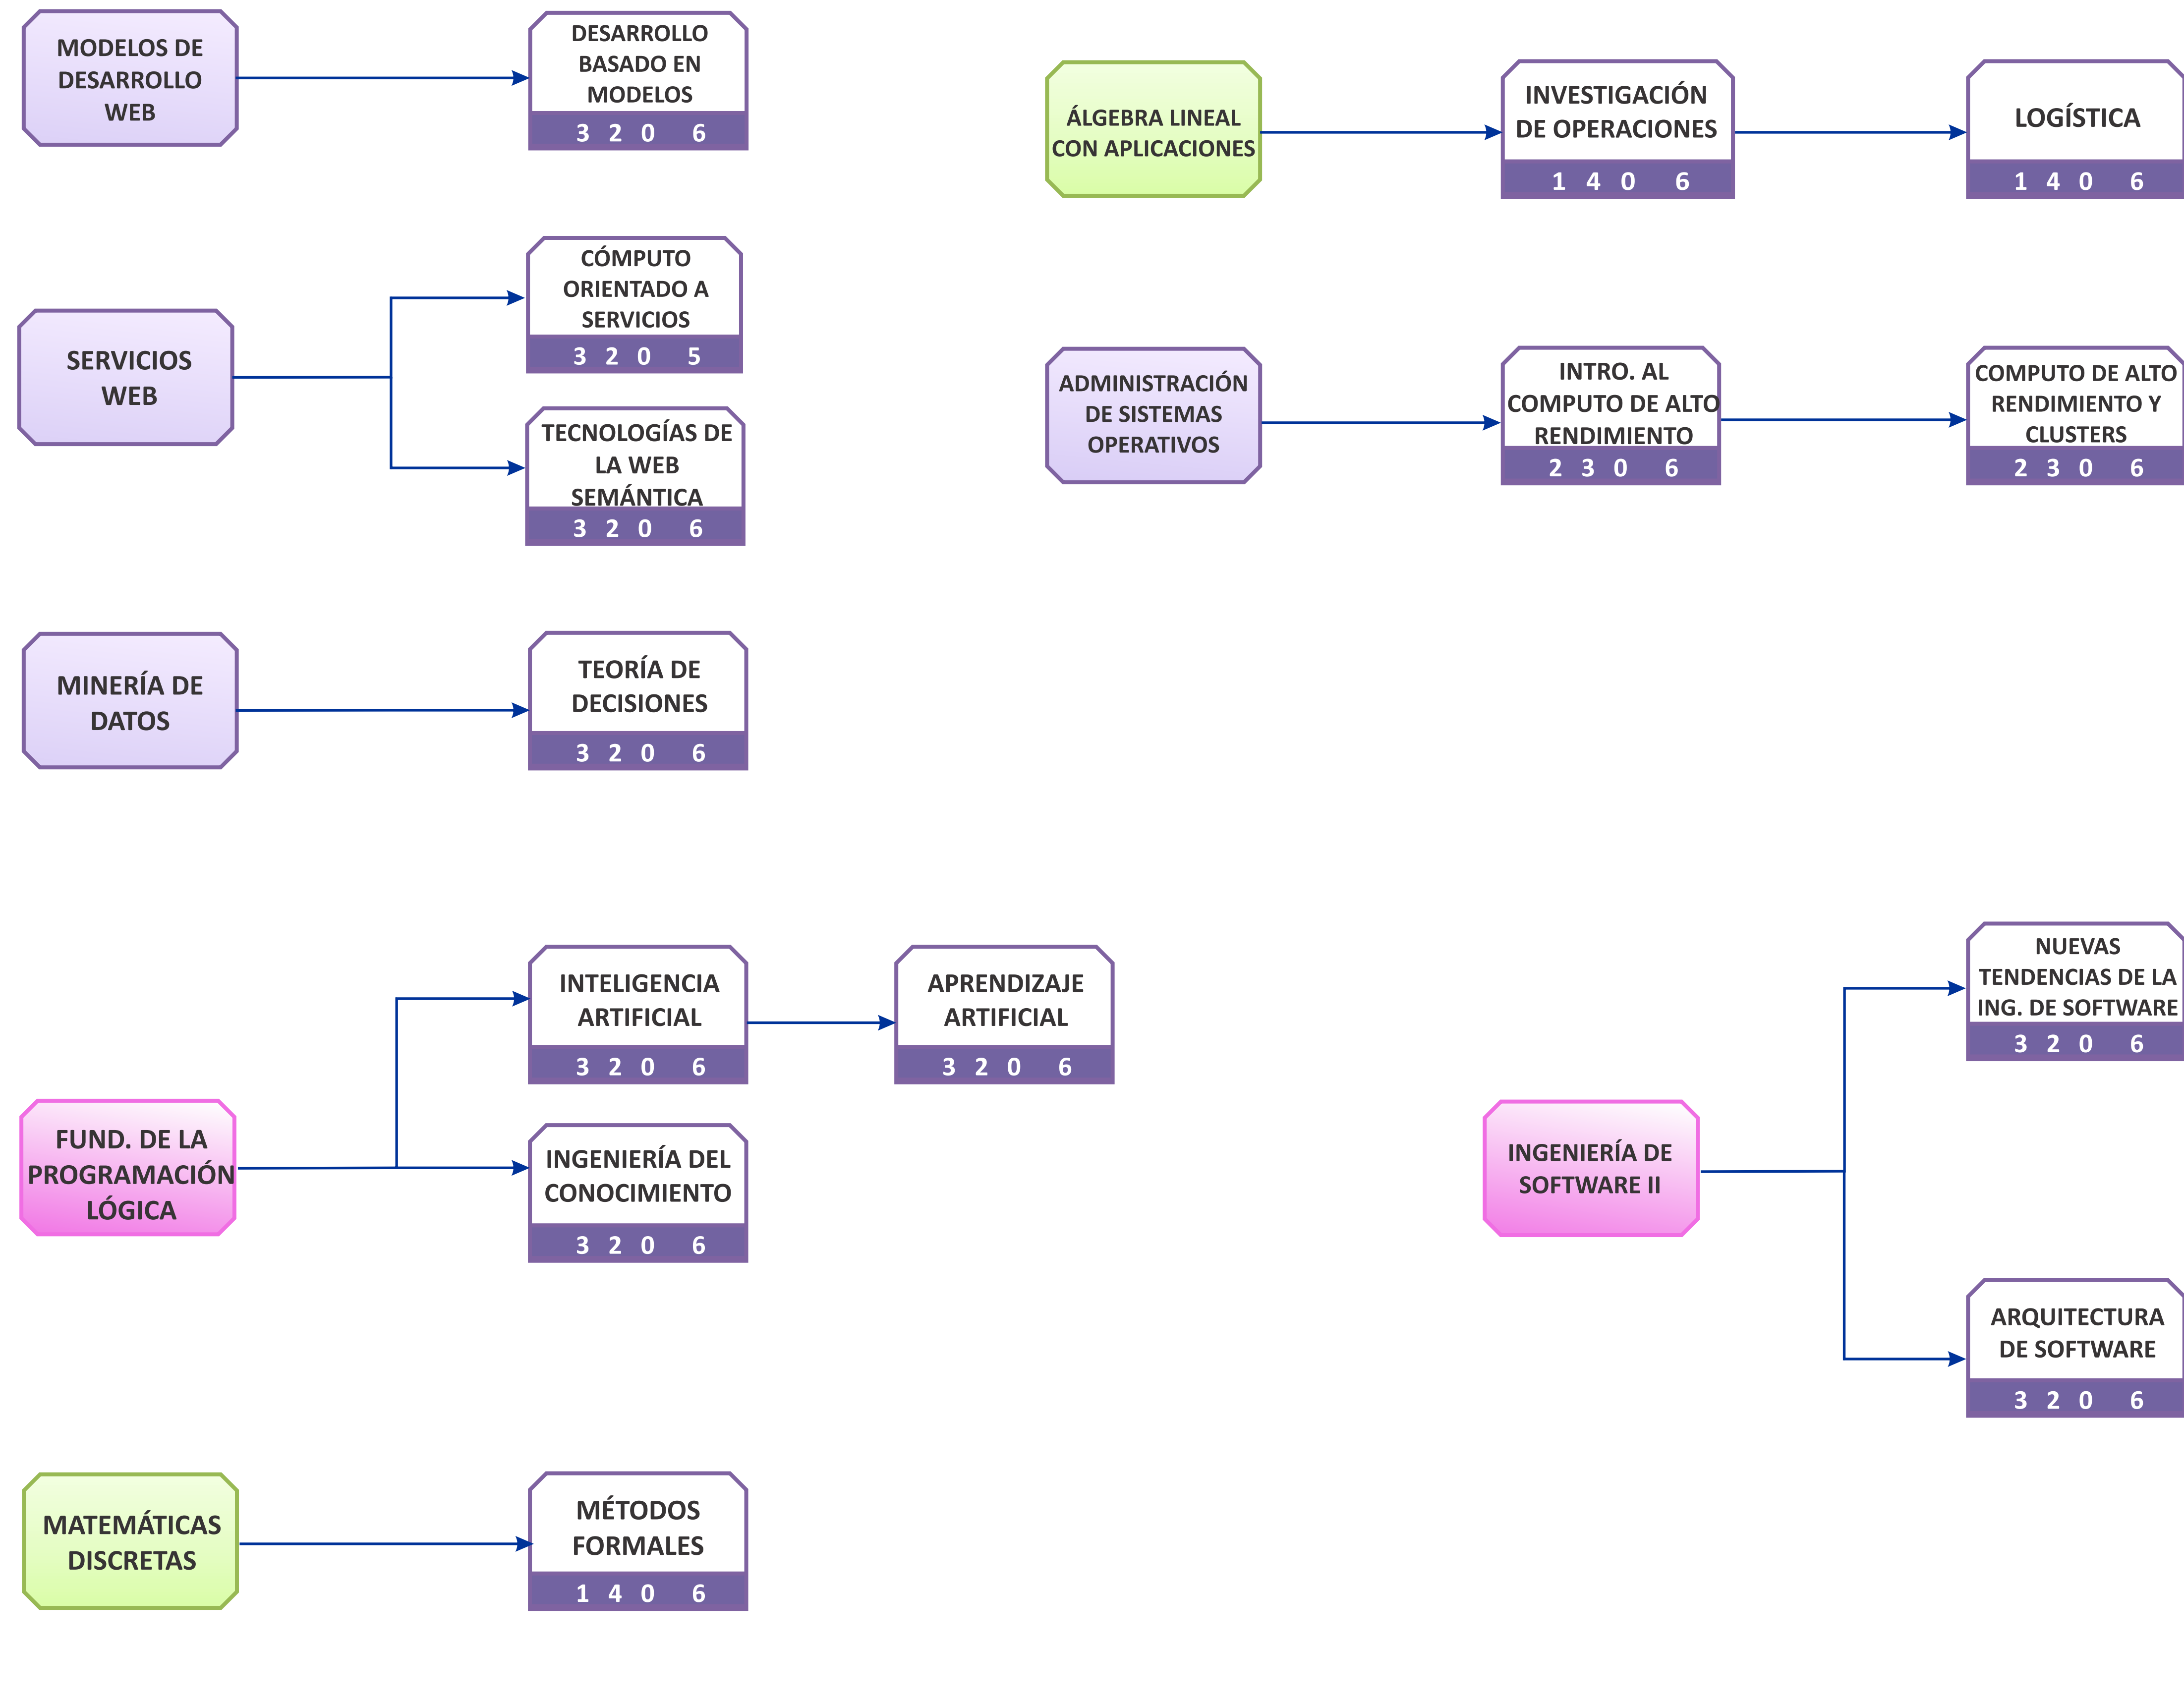 MODELOS DE
DESARROLLO
WEB
DESARROLLO
BASADO EN
MODELOS
3 2 0 6
ÁLGEBRA LINEAL
CON APLICACIONES
INVESTIGACIÓN
DE OPERACIONES
1 4 0 6
LOGÍSTICA
1 4 0 6
SERVICIOS
WEB
CÓMPUTO
ORIENTADO A
SERVICIOS
3 2 0 5
TECNOLOGÍAS DE
LA WEB
SEMÁNTICA
3 2 0 6
ADMINISTRACIÓN
DE SISTEMAS
OPERATIVOS
INTRO. AL
COMPUTO DE ALTO
RENDIMIENTO
2 3 0 6
COMPUTO DE ALTO
RENDIMIENTO Y
CLUSTERS
2 3 0 6
MINERÍA DE
DATOS
TEORÍA DE
DECISIONES
3 2 0 6
FUND. DE LA
PROGRAMACIÓN
LÓGICA
INTELIGENCIA
ARTIFICIAL
3 2 0 6
APRENDIZAJE
ARTIFICIAL
3 2 0 6
INGENIERÍA DEL
CONOCIMIENTO
3 2 0 6
INGENIERÍA DE
SOFTWARE II
NUEVAS
TENDENCIAS DE LA
ING. DE SOFTWARE
3 2 0 6
ARQUITECTURA
DE SOFTWARE
3 2 0 6
MATEMÁTICAS
DISCRETAS
MÉTODOS
FORMALES
1 4 0 6